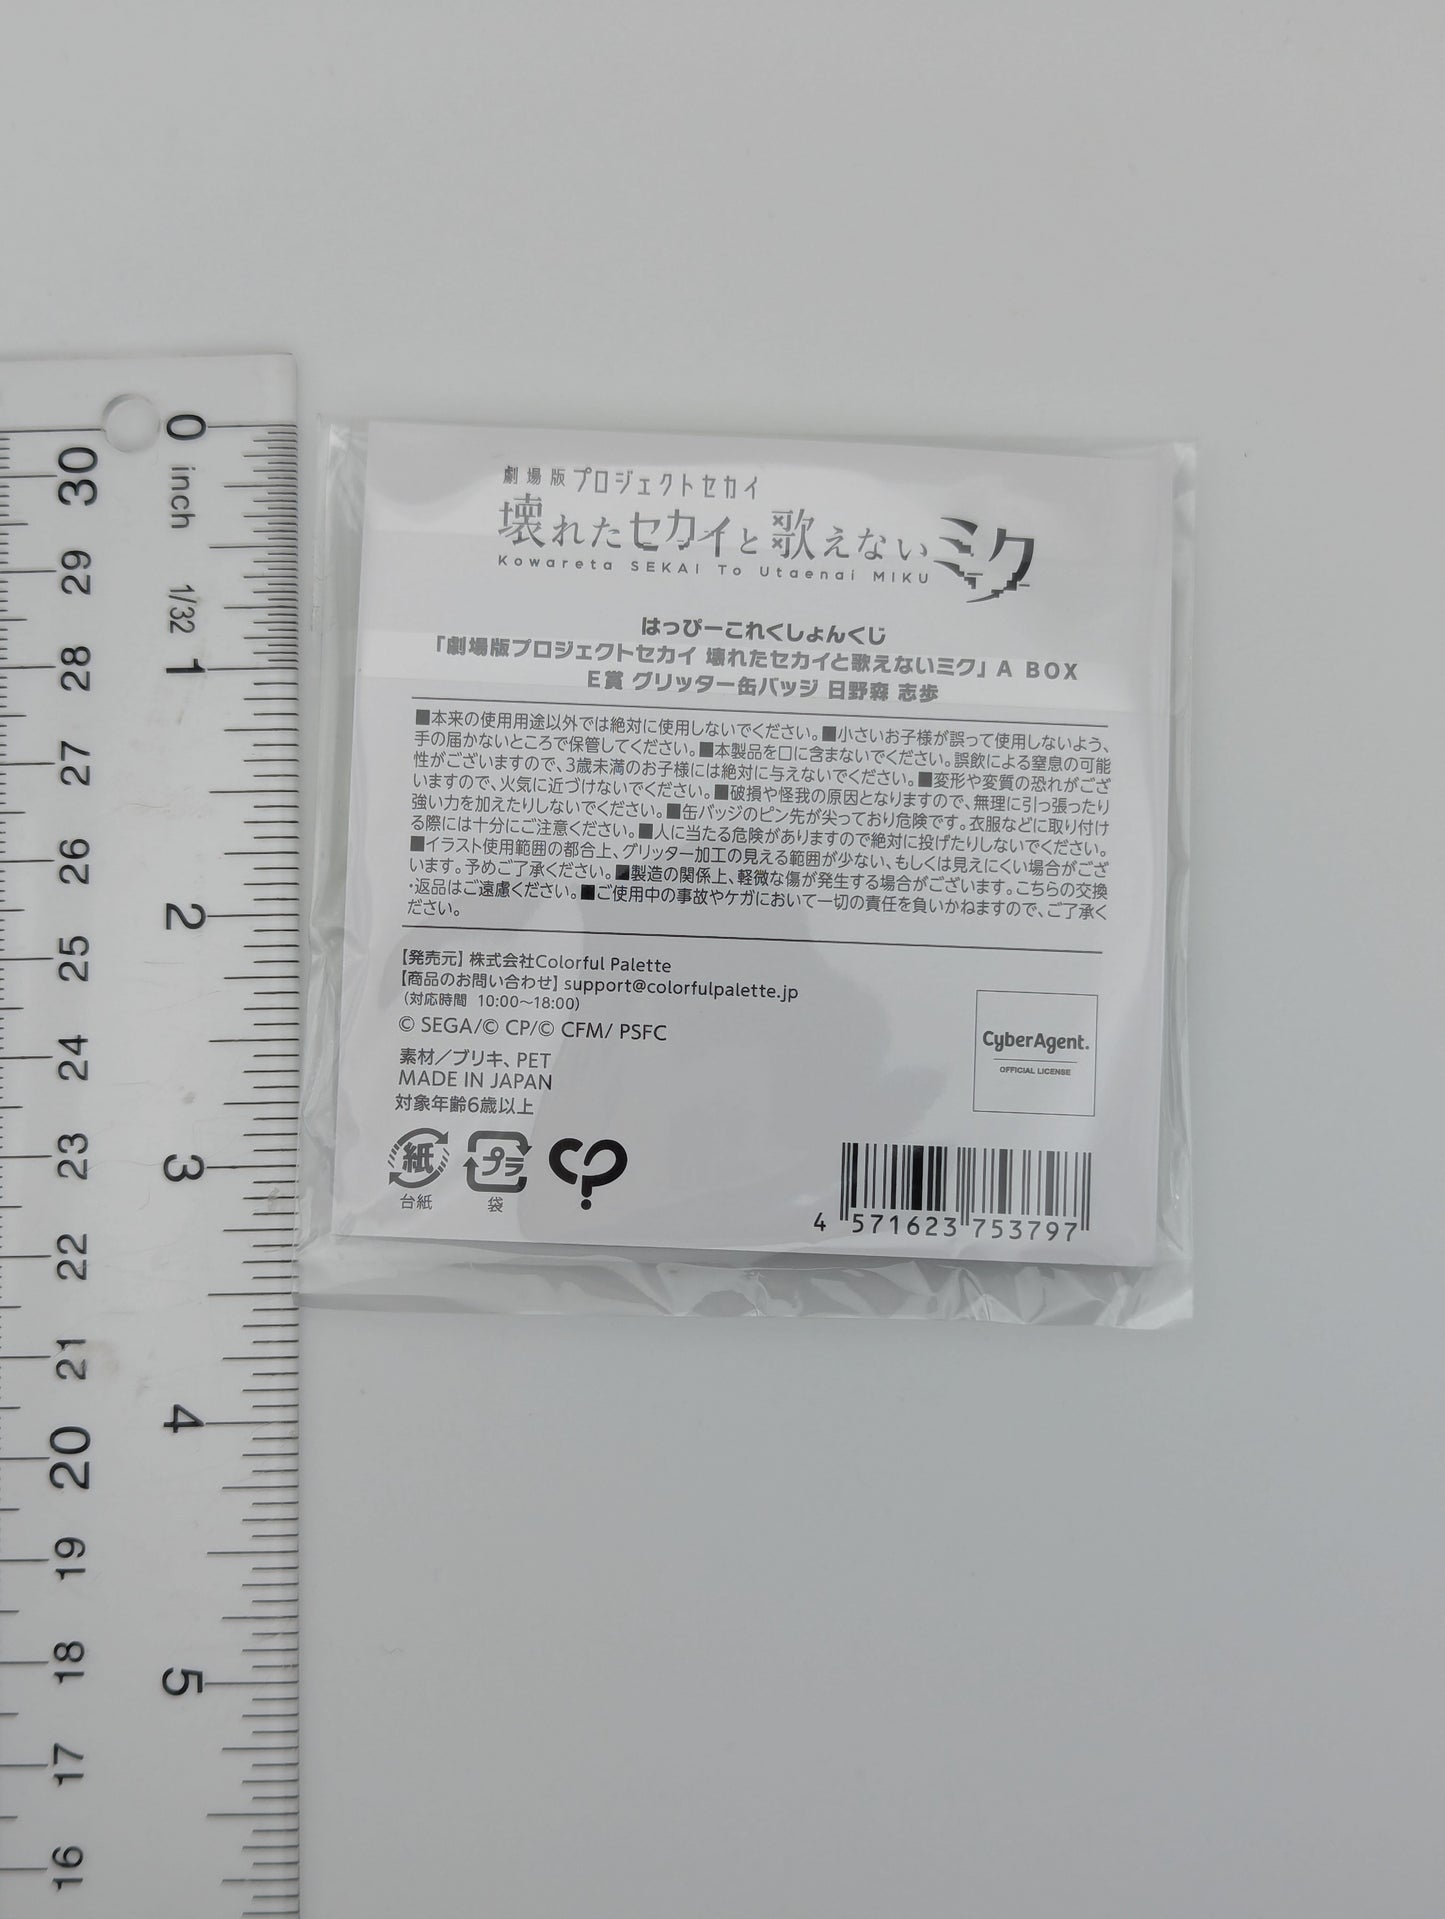 劇場版 プロジェクトセカイ
壊れたセカイと歌えないミク
Kowareta SEKAI To Utaenai MIKU
はっぴーこれくしょんくじ
「劇場版プロジェクトセカイ 壊れたセカイと歌えないミク」 A BOX
E賞 グリッター缶バッジ 日野森 志歩
■本来の使用用途以外では絶対に使用しないでください。■小さいお子様が誤って使用しないよう、
手の届かないところで保管してください。■本製品を口に含まないでください。誤飲による窒息の可能
性がございますので、3歳未満のお子様には絶対に与えないでください。■変形や変質の恐れがござ
いますので、火気に近づけないでください。■破損や怪我の原因となりますので、無理に引っ張ったり
強い力を加えたりしないでください。■缶バッジのピン先が尖っており危険です。衣服などに取り付け
る際には十分にご注意ください。■人に当たる危険がありますので絶対に投げたりしないでください。
■イラスト使用範囲の都合上、グリッター加工の見える範囲が少ない、もしくは見えにくい場合がござ
います。予めご了承ください。■製造の関係上、軽微な傷が発生する場合がございます。こちらの交換
・返品はご遠慮ください。■ご使用中の事故やケガにおいて一切の責任を負いかねますので、ご了承く
ださい。
【発売元】 株式会社Colorful Palette
【商品のお問い合わせ】 support@colorfulpalette.jp
(対応時間 10:00～18:00)
© SEGA/© CP/© CFM/ PSFC
素材／ブリキ、PET
MADE IN JAPAN
対象年齢6歳以上
CyberAgent.
OFFICIAL LICENSE
紙
台紙
プラ
袋
4 571623 753797
0 inch 1/32 1 2 3 4 5
30 29 28 27 26 25 24 23 22 21 20 19 18 17 16